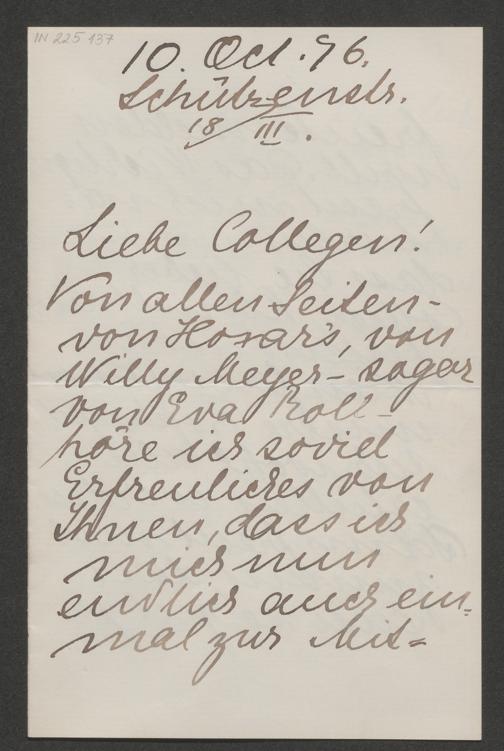 IN 225 137
10. Oct. 96.
Schützenstr.
18/III.
Liebe Collegen!
Von allen Seiten -
von Horar's, von
Willy Meyer - sogar
von Eva
höre ich soviel
Erfreuliches von
Ihnen, dass ich
mich nun
endlich auch ein-
mal zur Mit-